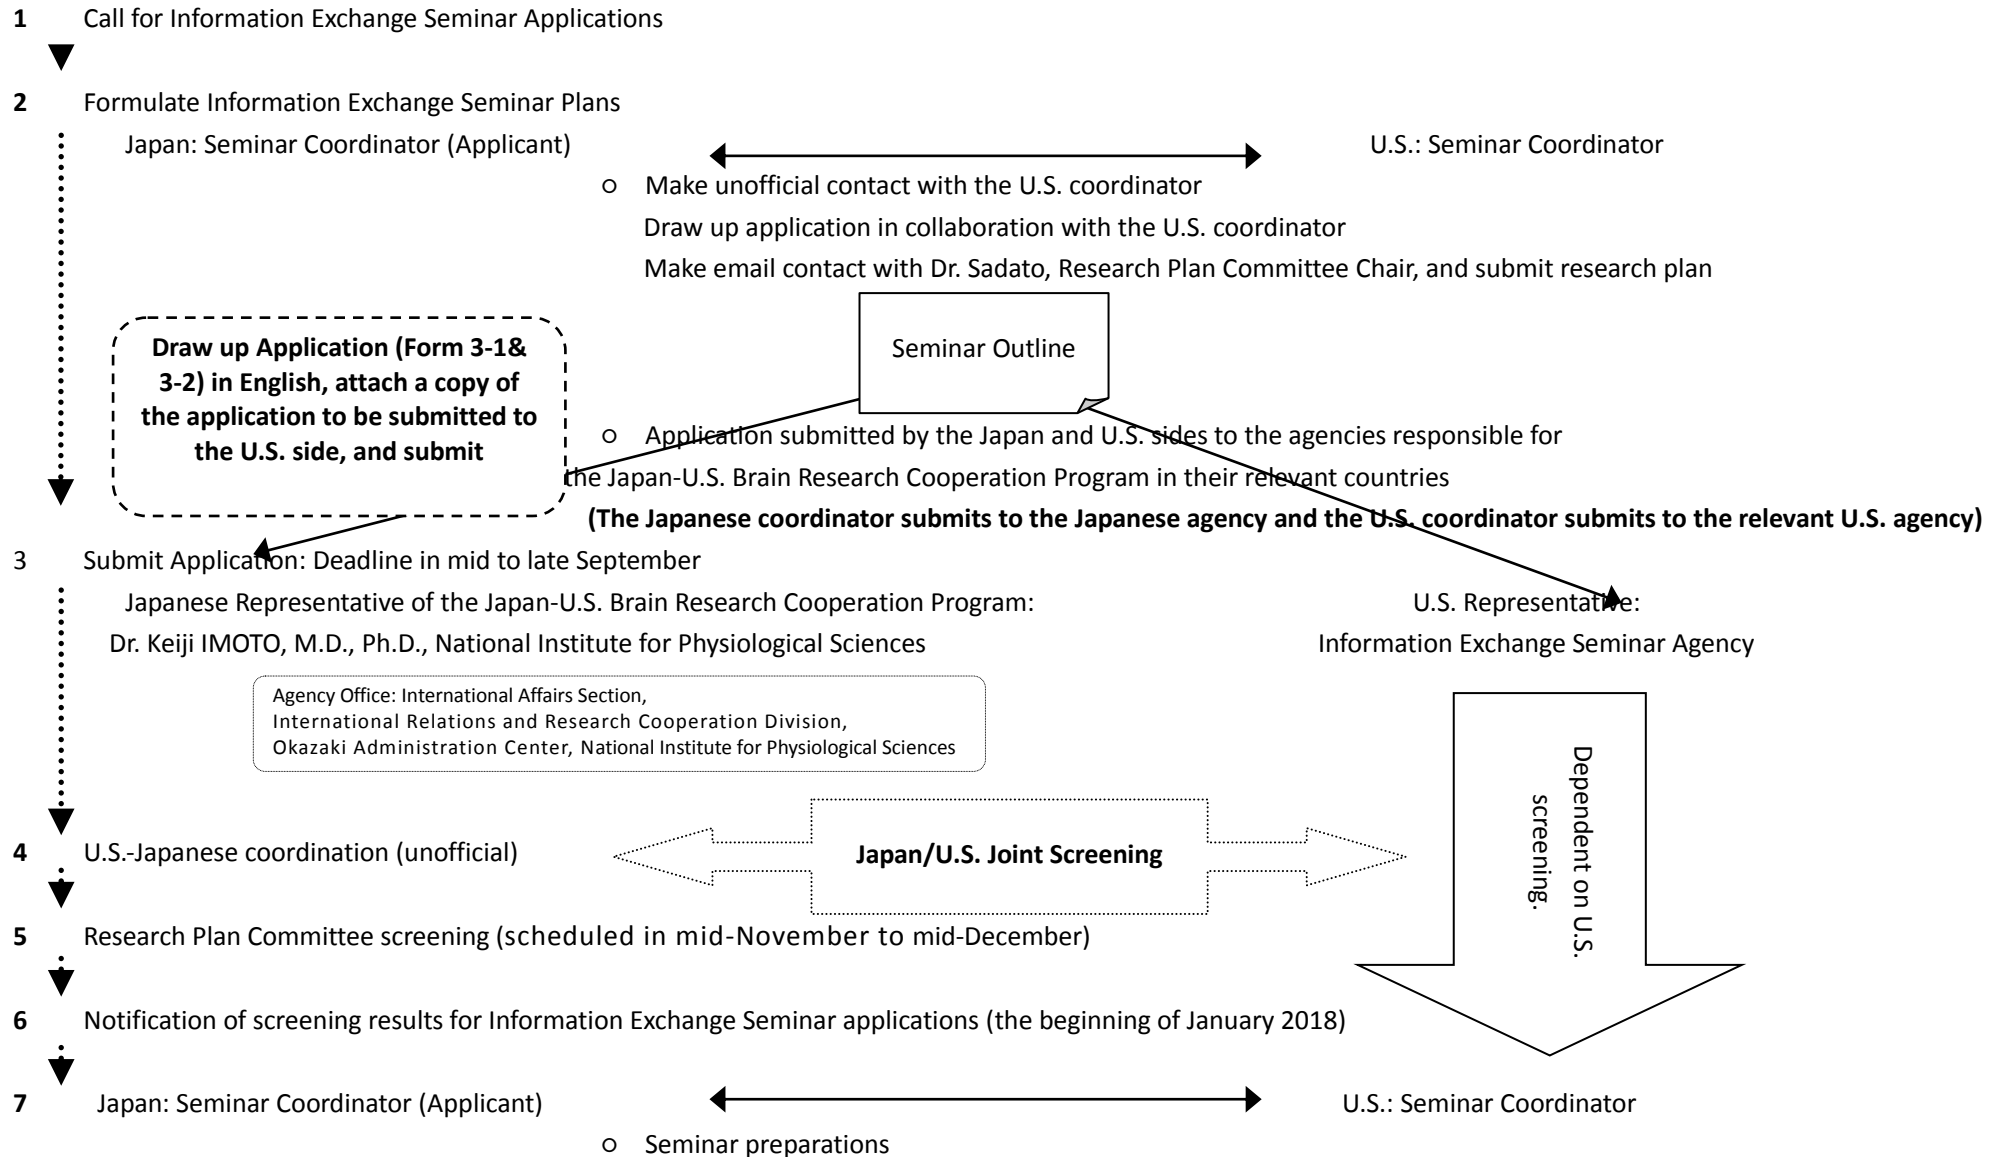 1 Call for Information Exchange Seminar Applications
2 Formulate Information Exchange Seminar Plans
Japan: Seminar Coordinator (Applicant)
U.S.: Seminar Coordinator
○ Make unofficial contact with the U.S. coordinator
Draw up application in collaboration with the U.S. coordinator
Make email contact with Dr. Sadato, Research Plan Committee Chair, and submit research plan
Seminar Outline
Draw up Application (Form 3-1&
3-2) in English, attach a copy of
the application to be submitted to
the U.S. side, and submit
○ Application submitted by the Japan and U.S. sides to the agencies responsible for
the Japan-U.S. Brain Research Cooperation Program in their relevant countries
(The Japanese coordinator submits to the Japanese agency and the U.S. coordinator submits to the relevant U.S. agency)
3 Submit Application: Deadline in mid to late September
Japanese Representative of the Japan-U.S. Brain Research Cooperation Program:
Dr. Keiji IMOTO, M.D., Ph.D., National Institute for Physiological Sciences
U.S. Representative:
Information Exchange Seminar Agency
Agency Office: International Affairs Section,
International Relations and Research Cooperation Division,
Okazaki Administration Center, National Institute for Physiological Sciences
Dependent on U.S.
screening.
4 U.S.-Japanese coordination (unofficial)
Japan/U.S. Joint Screening
5 Research Plan Committee screening (scheduled in mid-November to mid-December)
6 Notification of screening results for Information Exchange Seminar applications (the beginning of January 2018)
7 Japan: Seminar Coordinator (Applicant)
U.S.: Seminar Coordinator
○ Seminar preparations